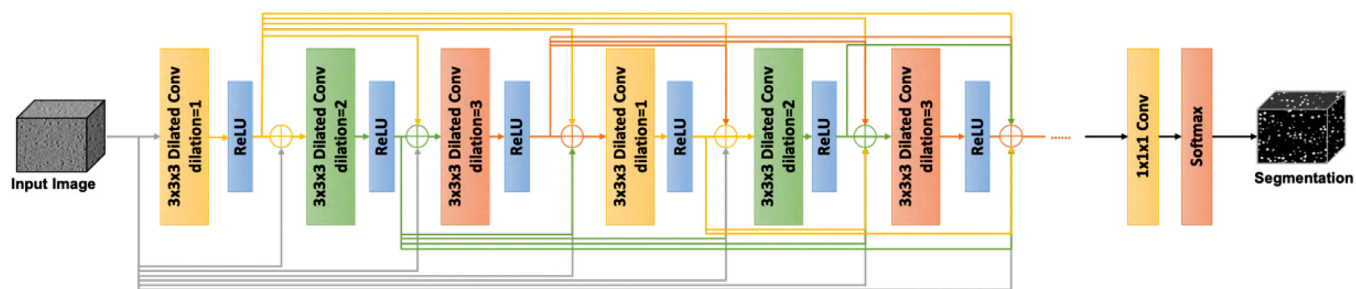 Input Image
3x3x3 Dilated Conv
dilation=1
ReLU
3x3x3 Dilated Conv
dilation=2
ReLU
3x3x3 Dilated Conv
dilation=3
ReLU
3x3x3 Dilated Conv
dilation=1
ReLU
3x3x3 Dilated Conv
dilation=2
ReLU
3x3x3 Dilated Conv
dilation=3
ReLU
1x1x1 Conv
Softmax
Segmentation